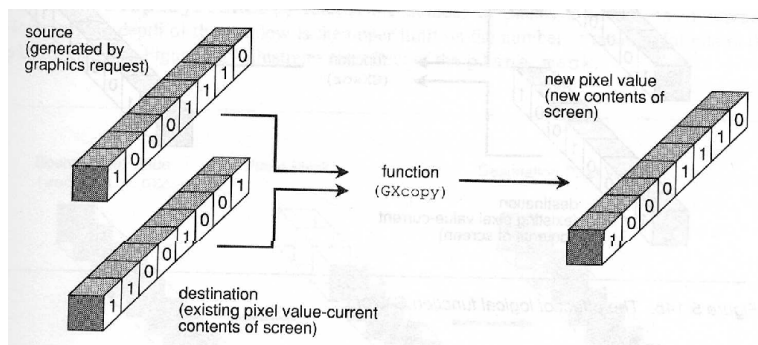 source
(generated by
graphics request)
1 0 0 0 1 1 1 0
new pixel value
(new contents of
screen)
1 0 0 0 1 1 1 0
function
(GXcopy)
1 1 0 0 1 0 0 1
destination
(existing pixel value-current
contents of screen)